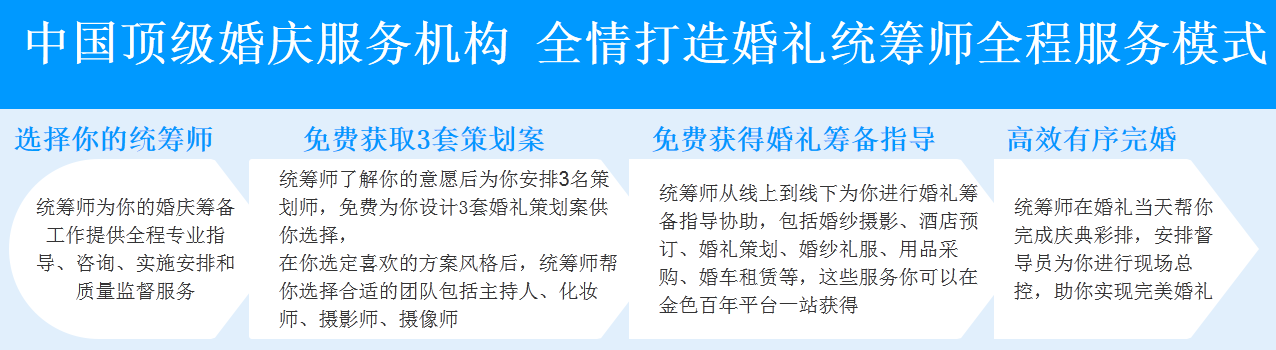 中国顶级婚庆服务机构 全情打造婚礼统筹师全程服务模式
选择你的统筹师
统筹师为你的婚庆筹备
工作提供全程专业指
导、咨询、实施安排和
质量监督服务
免费获取3套策划案
统筹师了解你的意愿后为你安排3名策
划师，免费为你设计3套婚礼策划案供
你选择，
在你选定喜欢的方案风格后，统筹师帮
你选择合适的团队包括主持人、化妆
师、摄影师、摄像师
免费获得婚礼筹备指导
统筹师从线上到线下为你进行婚礼筹
备指导协助，包括婚纱摄影、酒店预
订、婚礼策划、婚纱礼服、用品采
购、婚车租赁等，这些服务你可以在
金色百年平台一站获得
高效有序完婚
统筹师在婚礼当天帮你
完成庆典彩排，安排督
导员为你进行现场总
控，助你实现完美婚礼